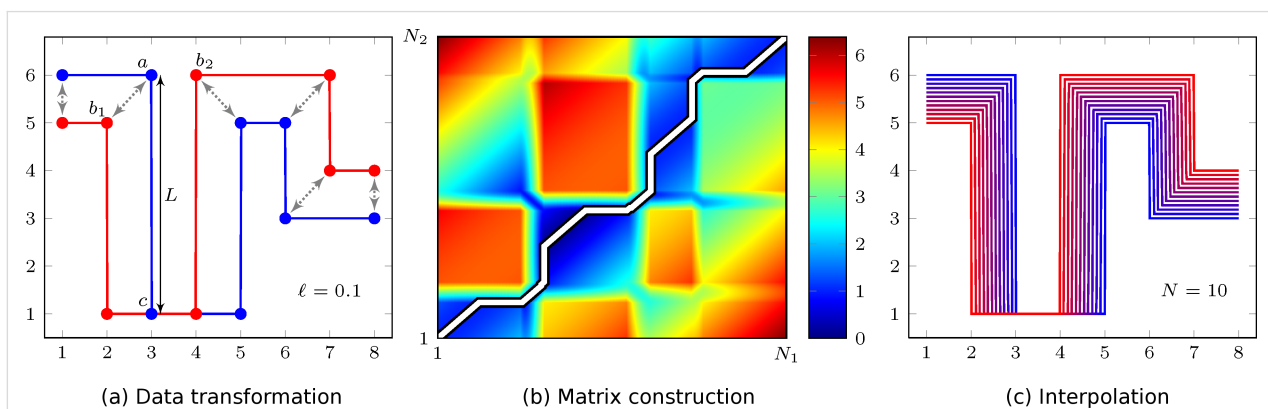 6
5
4
3
2
1
1 2 3 4 5 6 7 8
a
b₁
b₂
c
L
ℓ = 0.1
(a) Data transformation
N₂
1
1
N₁
6
5
4
3
2
1
0
(b) Matrix construction
6
5
4
3
2
1
1 2 3 4 5 6 7 8
N = 10
(c) Interpolation